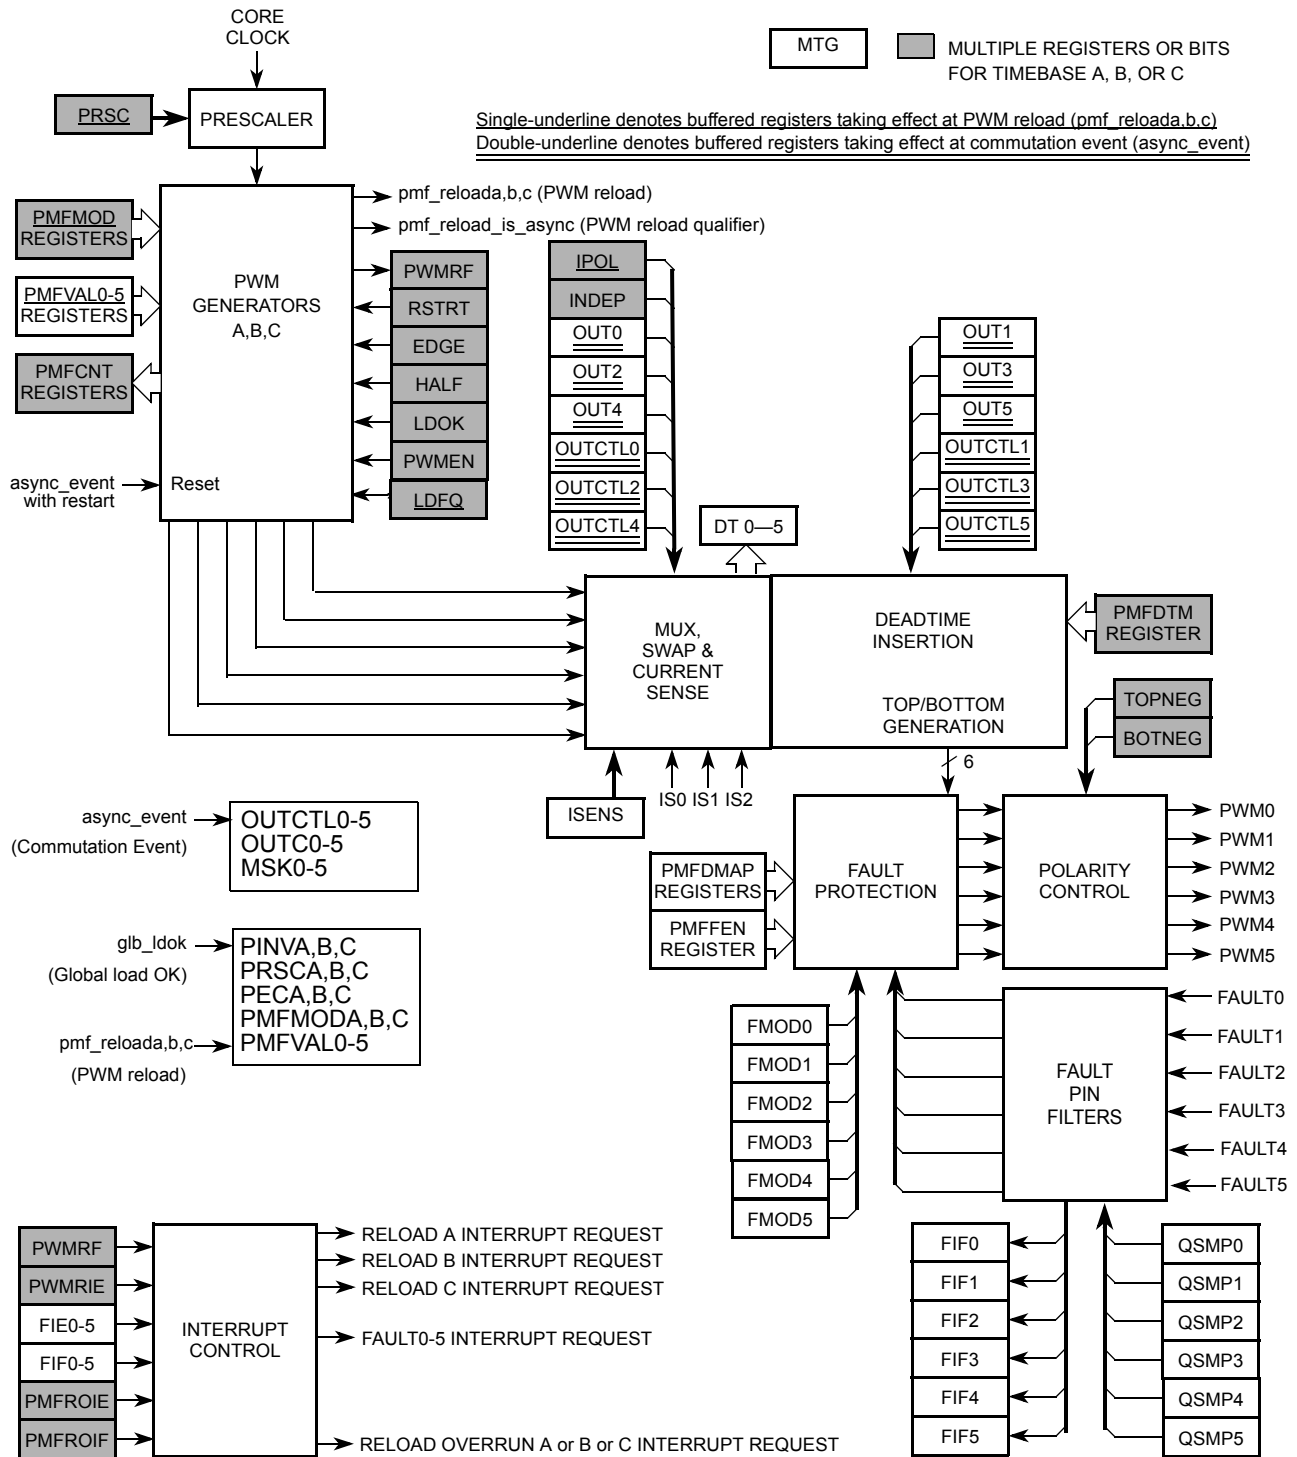 CORE
CLOCK
MTG
MULTIPLE REGISTERS OR BITS
FOR TIMEBASE A, B, OR C
PRSC
PRESCALER
Single-underline denotes buffered registers taking effect at PWM reload (pmf_reloada,b,c)
Double-underline denotes buffered registers taking effect at commutation event (async_event)
PMFMOD
REGISTERS
PMFVAL0-5
REGISTERS
PMFCNT
REGISTERS
async_event
with restart
PWM
GENERATORS
A,B,C
Reset
pmf_reloada,b,c (PWM reload)
pmf_reload_is_async (PWM reload qualifier)
PWMRF
RSTRT
EDGE
HALF
LDOK
PWMEN
LDFQ
IPOL
INDEP
OUT0
OUT2
OUT4
OUTCTL0
OUTCTL2
OUTCTL4
DT 0—5
OUT1
OUT3
OUT5
OUTCTL1
OUTCTL3
OUTCTL5
MUX,
SWAP &
CURRENT
SENSE
DEADTIME
INSERTION
TOP/BOTTOM
GENERATION
PMFDTM
REGISTER
TOPNEG
BOTNEG
6
ISENS
IS0 IS1 IS2
async_event
(Commutation Event)
OUTCTL0-5
OUTC0-5
MSK0-5
PMFDMAP
REGISTERS
PMFFEN
REGISTER
FAULT
PROTECTION
POLARITY
CONTROL
PWM0
PWM1
PWM2
PWM3
PWM4
PWM5
glb_ldok
(Global load OK)
pmf_reloada,b,c
(PWM reload)
PINVA,B,C
PRSCA,B,C
PECA,B,C
PMFMODA,B,C
PMFVAL0-5
FMOD0
FMOD1
FMOD2
FMOD3
FMOD4
FMOD5
FAULT
PIN
FILTERS
FAULT0
FAULT1
FAULT2
FAULT3
FAULT4
FAULT5
FIF0
FIF1
FIF2
FIF3
FIF4
FIF5
QSMP0
QSMP1
QSMP2
QSMP3
QSMP4
QSMP5
PWMRF
PWMRIE
FIE0-5
FIF0-5
PMFROIE
PMFROIF
INTERRUPT
CONTROL
RELOAD A INTERRUPT REQUEST
RELOAD B INTERRUPT REQUEST
RELOAD C INTERRUPT REQUEST
FAULT0-5 INTERRUPT REQUEST
RELOAD OVERRUN A or B or C INTERRUPT REQUEST